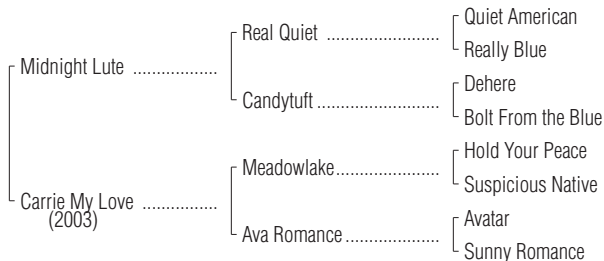 Quiet American
Real Quiet ....................
Really Blue
Midnight Lute ..................
Dehere
Candytuft......................
Bolt From the Blue
Hold Your Peace
Meadowlake..................
Suspicious Native
Carrie My Love ................
(2003)
Avatar
Ava Romance.................
Sunny Romance